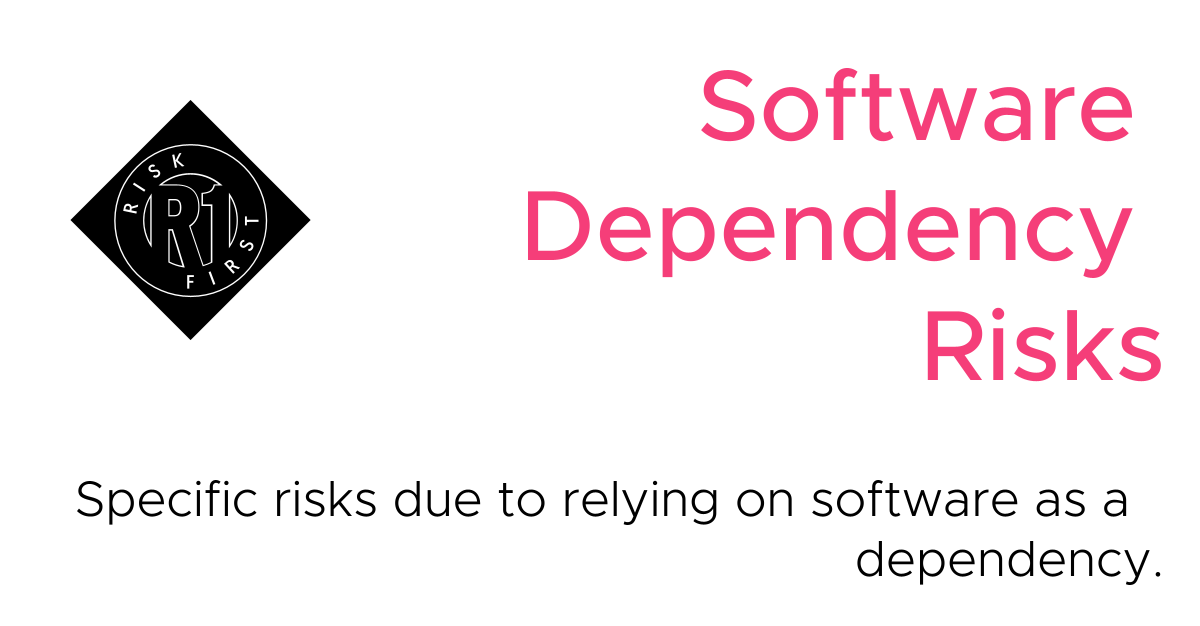 RISK
R1
FIRST
Software
Dependency
Risks
Specific risks due to relying on software as a
dependency.